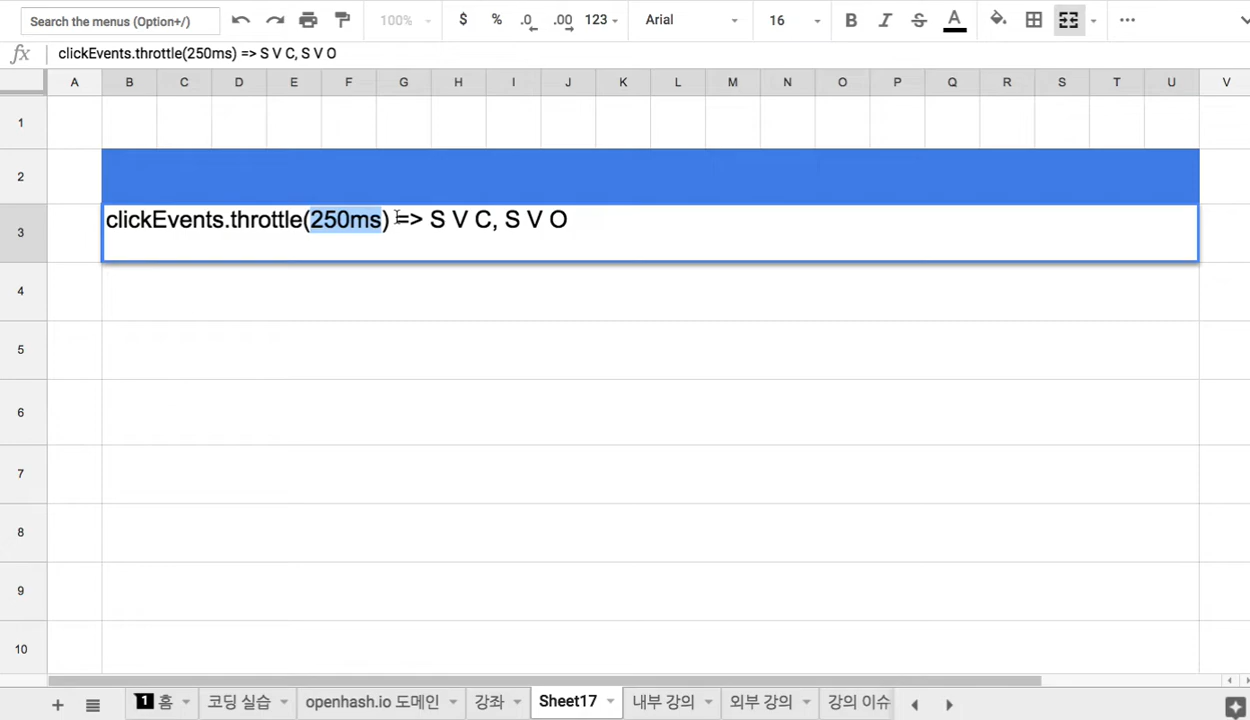 Search the menus (Option+/) 100% $ % .0 .00 123 Arial 16 B I S A
fx clickEvents.throttle(250ms) => S V C, S V O
A B C D E F G H I J K L M N O P Q R S T U V
1
2
3 clickEvents.throttle(250ms) => S V C, S V O
4
5
6
7
8
9
10
+ 1 홈 코딩 실습 openhash.io 도메인 강좌 Sheet17 내부 강의 외부 강의 강의 이슈